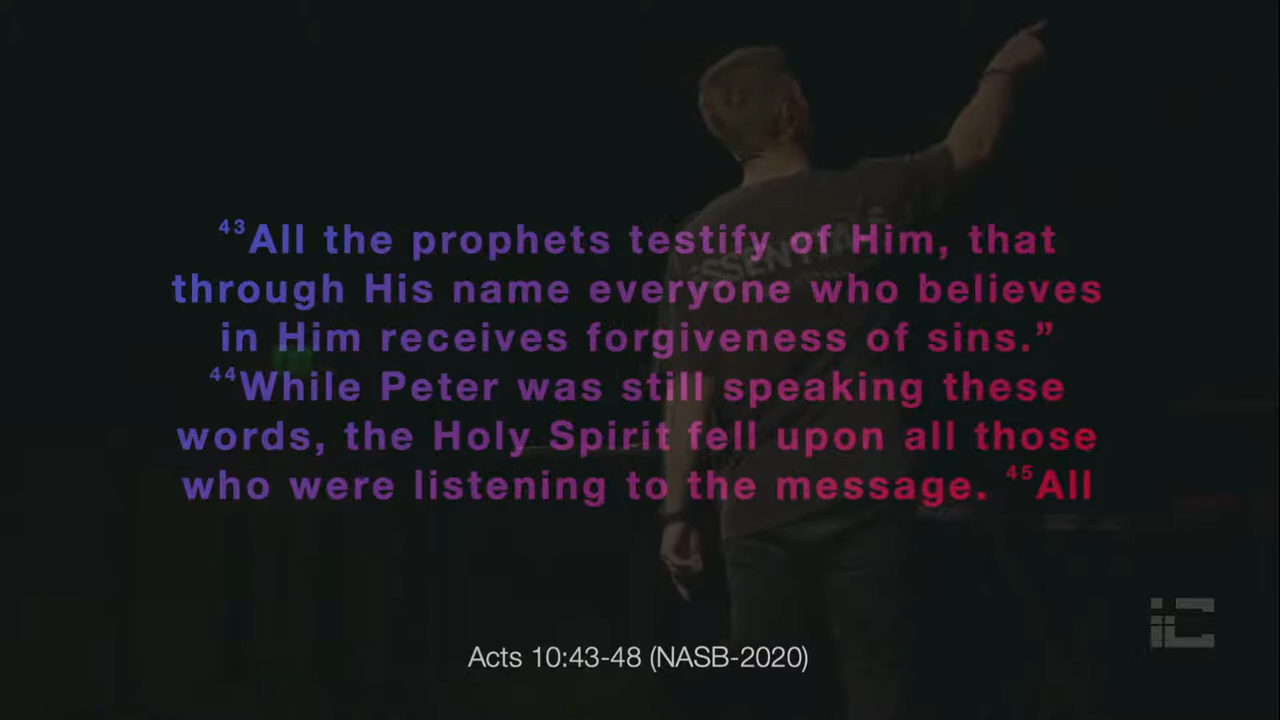 ⁴³All the prophets testify of Him, that
through His name everyone who believes
in Him receives forgiveness of sins.”
⁴⁴While Peter was still speaking these
words, the Holy Spirit fell upon all those
who were listening to the message. ⁴⁵All
Acts 10:43-48 (NASB-2020)